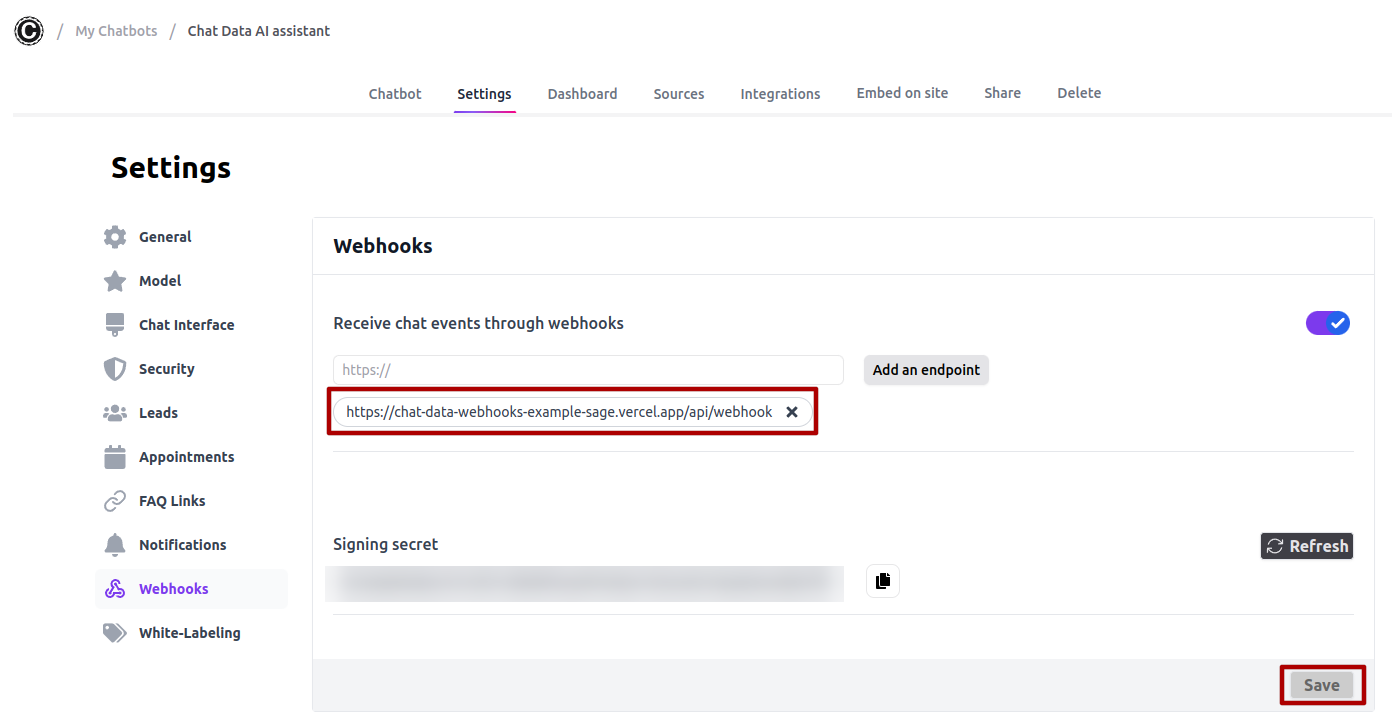 C / My Chatbots / Chat Data AI assistant
Chatbot Settings Dashboard Sources Integrations Embed on site Share Delete
Settings
General
Model
Chat Interface
Security
Leads
Appointments
FAQ Links
Notifications
Webhooks
White-Labeling
Webhooks
Receive chat events through webhooks
https:// Add an endpoint
https://chat-data-webhooks-example-sage.vercel.app/api/webhook
Signing secret Refresh
Save